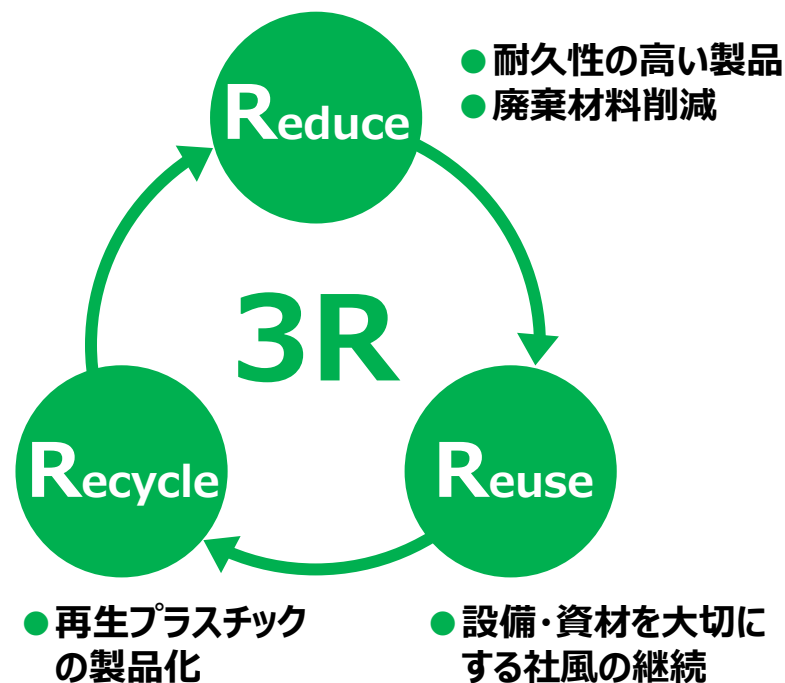 Reduce
● 耐久性の高い製品
● 廃棄材料削減
3R
Recycle
Reuse
● 再生プラスチック
の製品化
● 設備・資材を大切に
する社風の継続